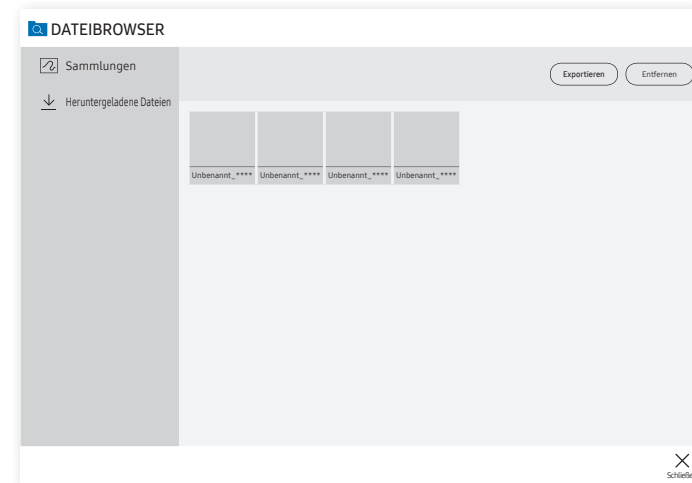 DATEIBROWSER
Sammlungen
Heruntergeladene Dateien
Exportieren
Entfernen
Unbenannt_****
Unbenannt_****
Unbenannt_****
Unbenannt_****
Schließe